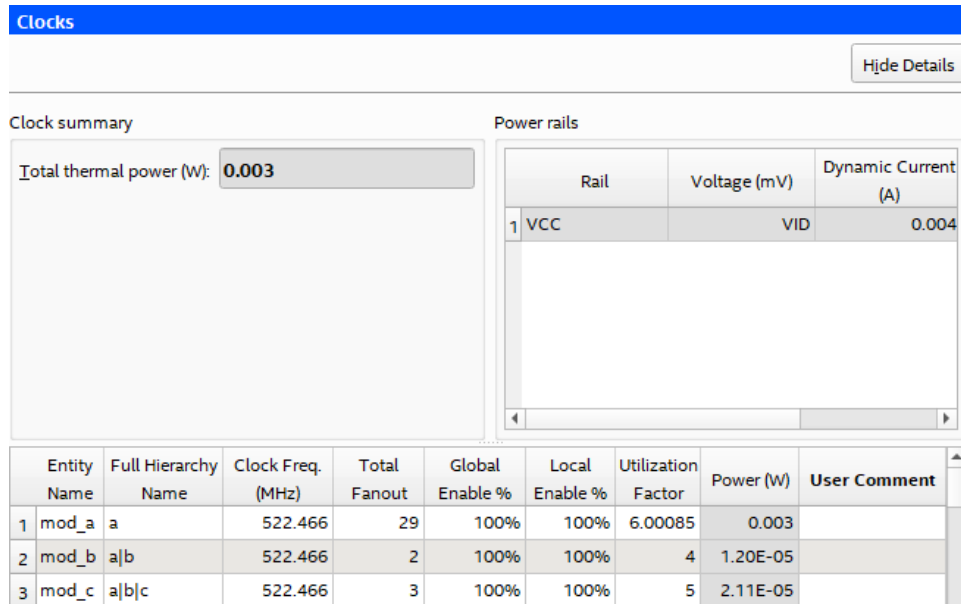 Clocks
Hide Details
Clock summary
Total thermal power (W): 0.003
Power rails
Rail Voltage (mV) Dynamic Current (A)
1 VCC VID 0.004
Entity Name Full Hierarchy Name Clock Freq. (MHz) Total Fanout Global Enable % Local Enable % Utilization Factor Power (W) User Comment
1 mod_a a 522.466 29 100% 100% 6.00085 0.003
2 mod_b a|b 522.466 2 100% 100% 4 1.20E-05
3 mod_c a|b|c 522.466 3 100% 100% 5 2.11E-05